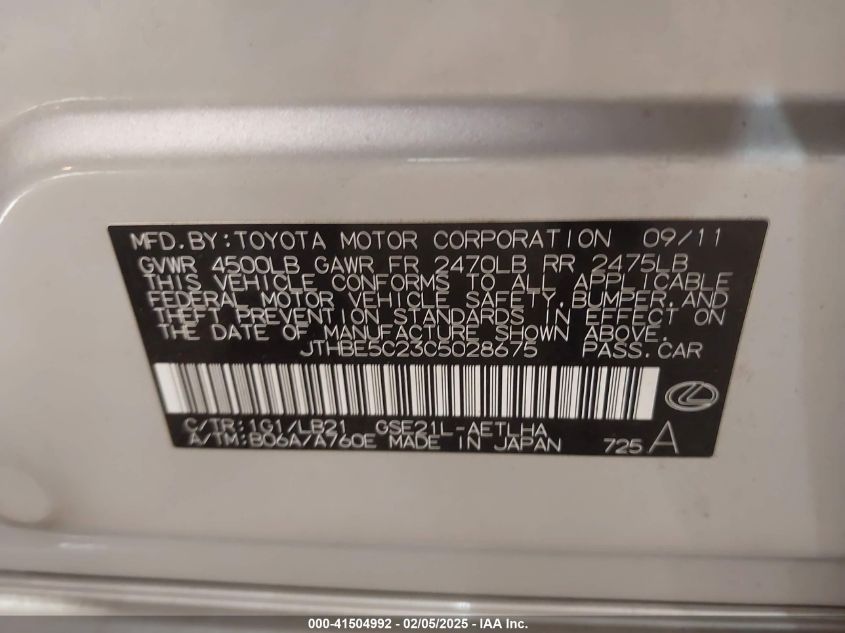 MFD. BY: TOYOTA MOTOR CORPORATION 09/11
GVWR 4500LB GAWR FR 2470LB RR 2475LB
THIS VEHICLE CONFORMS TO ALL APPLICABLE
FEDERAL MOTOR VEHICLE SAFETY, BUMPER, AND
THEFT PREVENTION STANDARDS IN EFFECT ON
THE DATE OF MANUFACTURE SHOWN ABOVE.
JTHBE5C23C5028675 PASS. CAR
C/TR: 1G1/LB21 GSE21L-AETLHA
A/TM: B06A/A760E MADE IN JAPAN 725 A
000-41504992 - 02/05/2025 - IAA Inc.